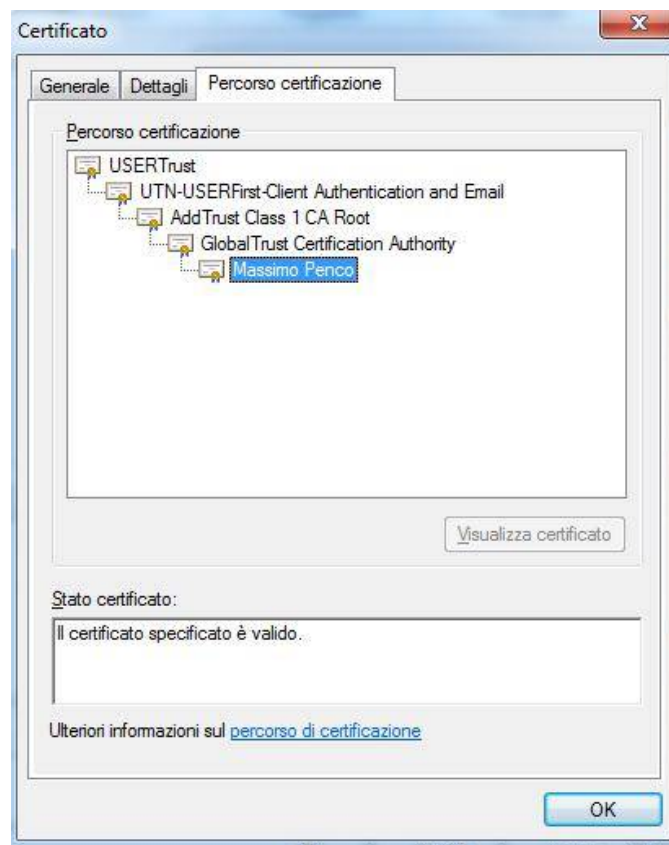 Certificato
Generale Dettagli Percorso certificazione
Percorso certificazione
USERTrust
UTN-USERFirst-Client Authentication and Email
AddTrust Class 1 CA Root
GlobalTrust Certification Authority
Massimo Penco
Visualizza certificato
Stato certificato:
Il certificato specificato è valido.
Ulteriori informazioni sul percorso di certificazione
OK